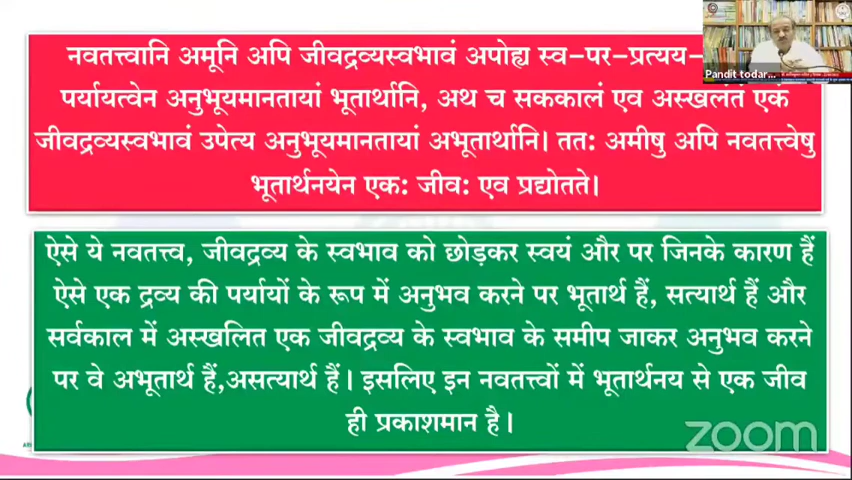 Pandit todar...
नवतत्त्वानि अमूनि अपि जीवद्रव्यस्वभावं अपोह्य स्व-पर-प्रत्यय-
पर्यायत्वेन अनुभूयमानतायां भूतार्थानि, अथ च सककालं एव अस्खलत एक
जीवद्रव्यस्वभावं उपेत्य अनुभूयमानतायां अभूतार्थानि। ततः अमीषु अपि नवतत्त्वेषु
भूतार्थनयेन एकः जीवः एव प्रद्योतते।
ऐसे ये नवतत्त्व, जीवद्रव्य के स्वभाव को छोड़कर स्वयं और पर जिनके कारण हैं
ऐसे एक द्रव्य की पर्यायों के रूप में अनुभव करने पर भूतार्थ हैं, सत्यार्थ हैं और
सर्वकाल में अस्खलित एक जीवद्रव्य के स्वभाव के समीप जाकर अनुभव करने
पर वे अभूतार्थ हैं,असत्यार्थ हैं। इसलिए इन नवतत्त्वों में भूतार्थनय से एक जीव
ही प्रकाशमान है।
zoom